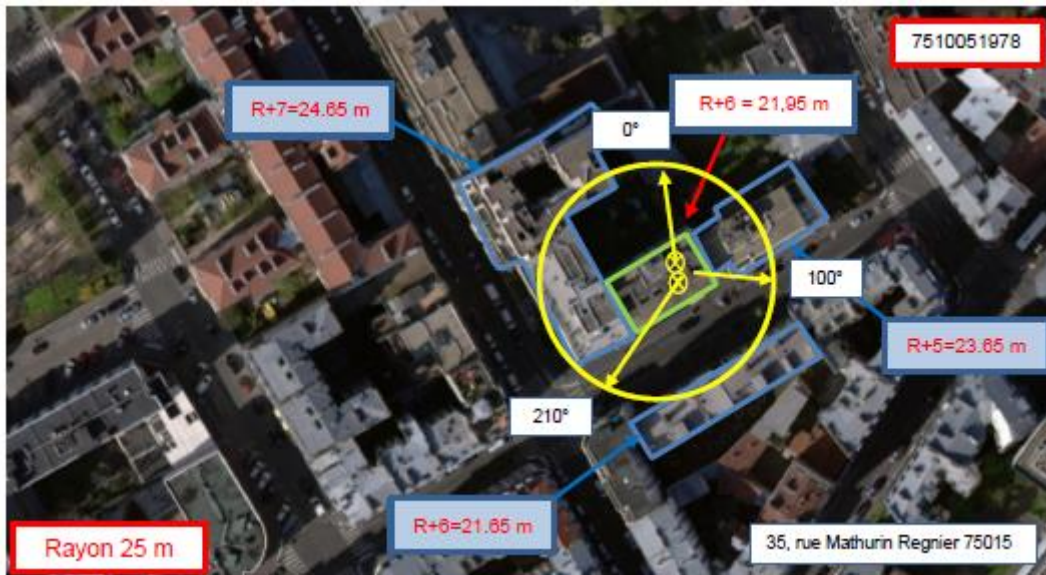 7510051978
R+7=24.65 m
R+6 = 21,95 m
0°
100°
R+5=23.65 m
210°
R+6=21.65 m
Rayon 25 m
35, rue Mathurin Regnier 75015